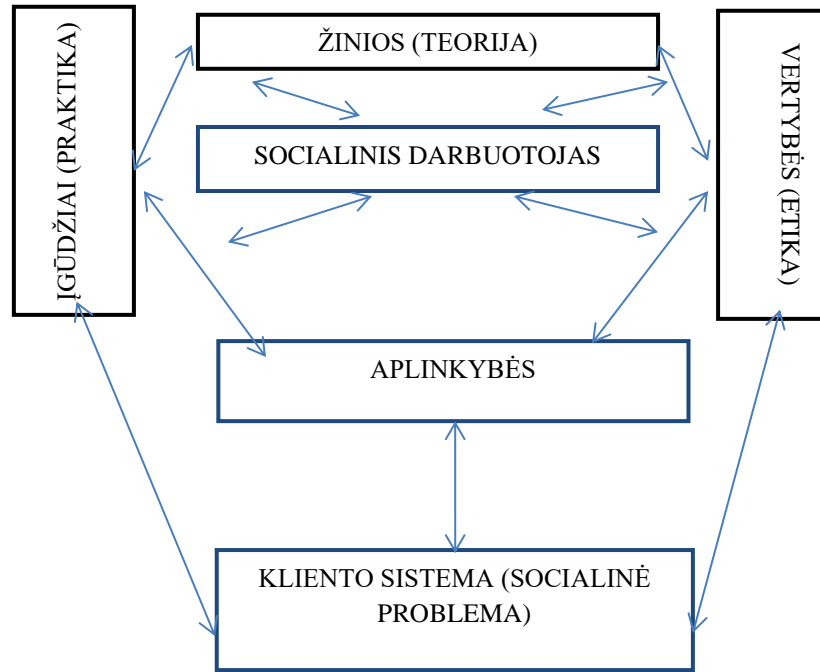 ŽINIOS (TEORIJA)
ĮGŪDŽIAI (PRAKTIKA)
VERTYBĖS (ETIKA)
SOCIALINIS DARBUOTOJAS
APLINKYBĖS
KLIENTO SISTEMA (SOCIALINĖ
PROBLEMA)